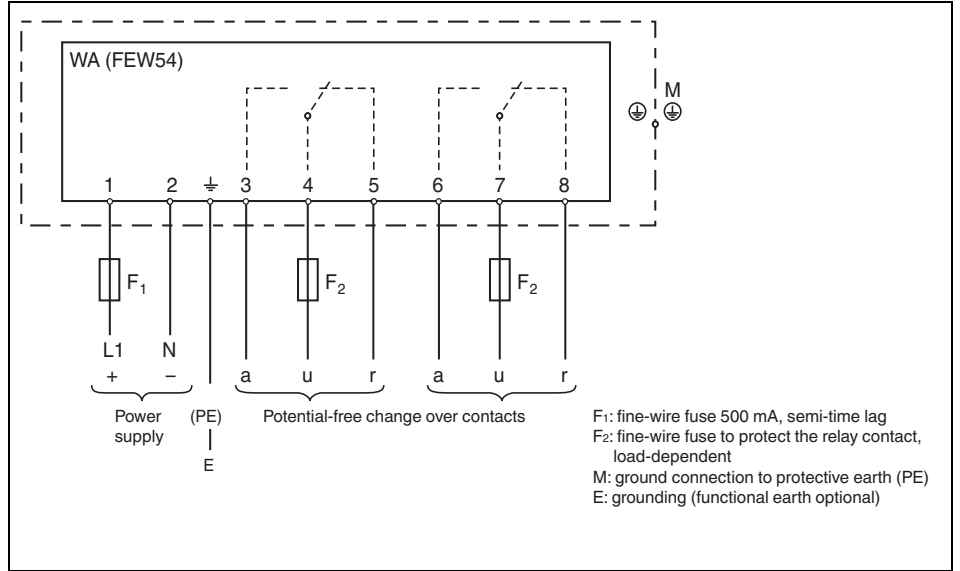 WA (FEW54)
M
1 2 3 4 5 6 7 8
F1 F2 F2
L1 N
+ – a u r a u r
Power supply
(PE)
E
Potential-free change over contacts
F1: fine-wire fuse 500 mA, semi-time lag
F2: fine-wire fuse to protect the relay contact,
load-dependent
M: ground connection to protective earth (PE)
E: grounding (functional earth optional)